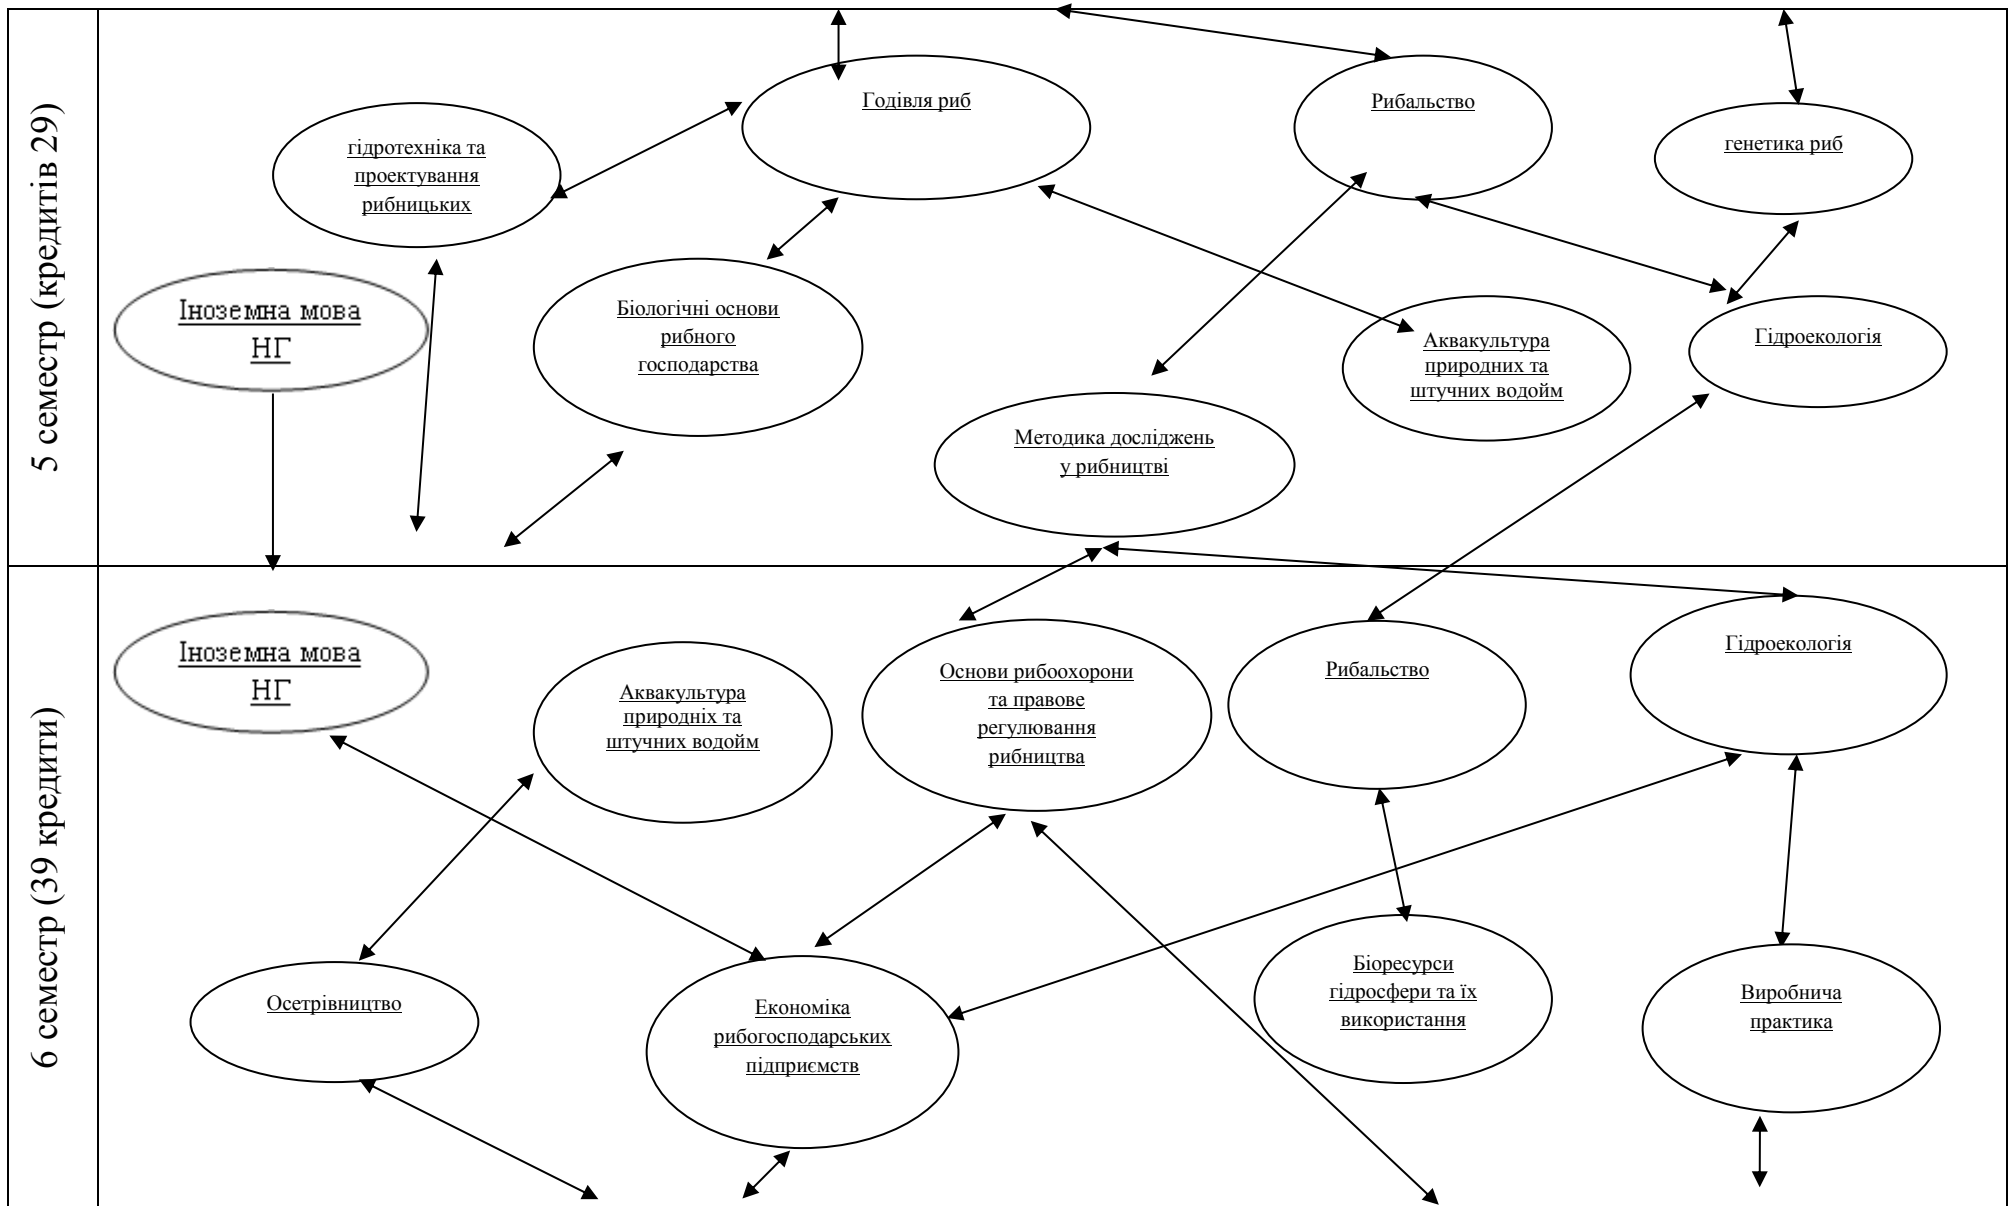 5 семестр (кредитів 29)
Годівля риб
Рибальство
генетика риб
гідротехніка та
проектування
рибницьких
Іноземна мова
НГ
Біологічні основи
рибного
господарства
Аквакультура
природних та
штучних водойм
Гідроекологія
Методика досліджень
у рибництві
6 семестр (39 кредити)
Іноземна мова
НГ
Аквакультура
природніх та
штучних водойм
Основи рибоохорони
та правове
регулювання
рибництва
Рибальство
Гідроекологія
Осетрівництво
Економіка
рибогосподарських
підприємств
Біоресурси
гідросфери та їх
використання
Виробнича
практика